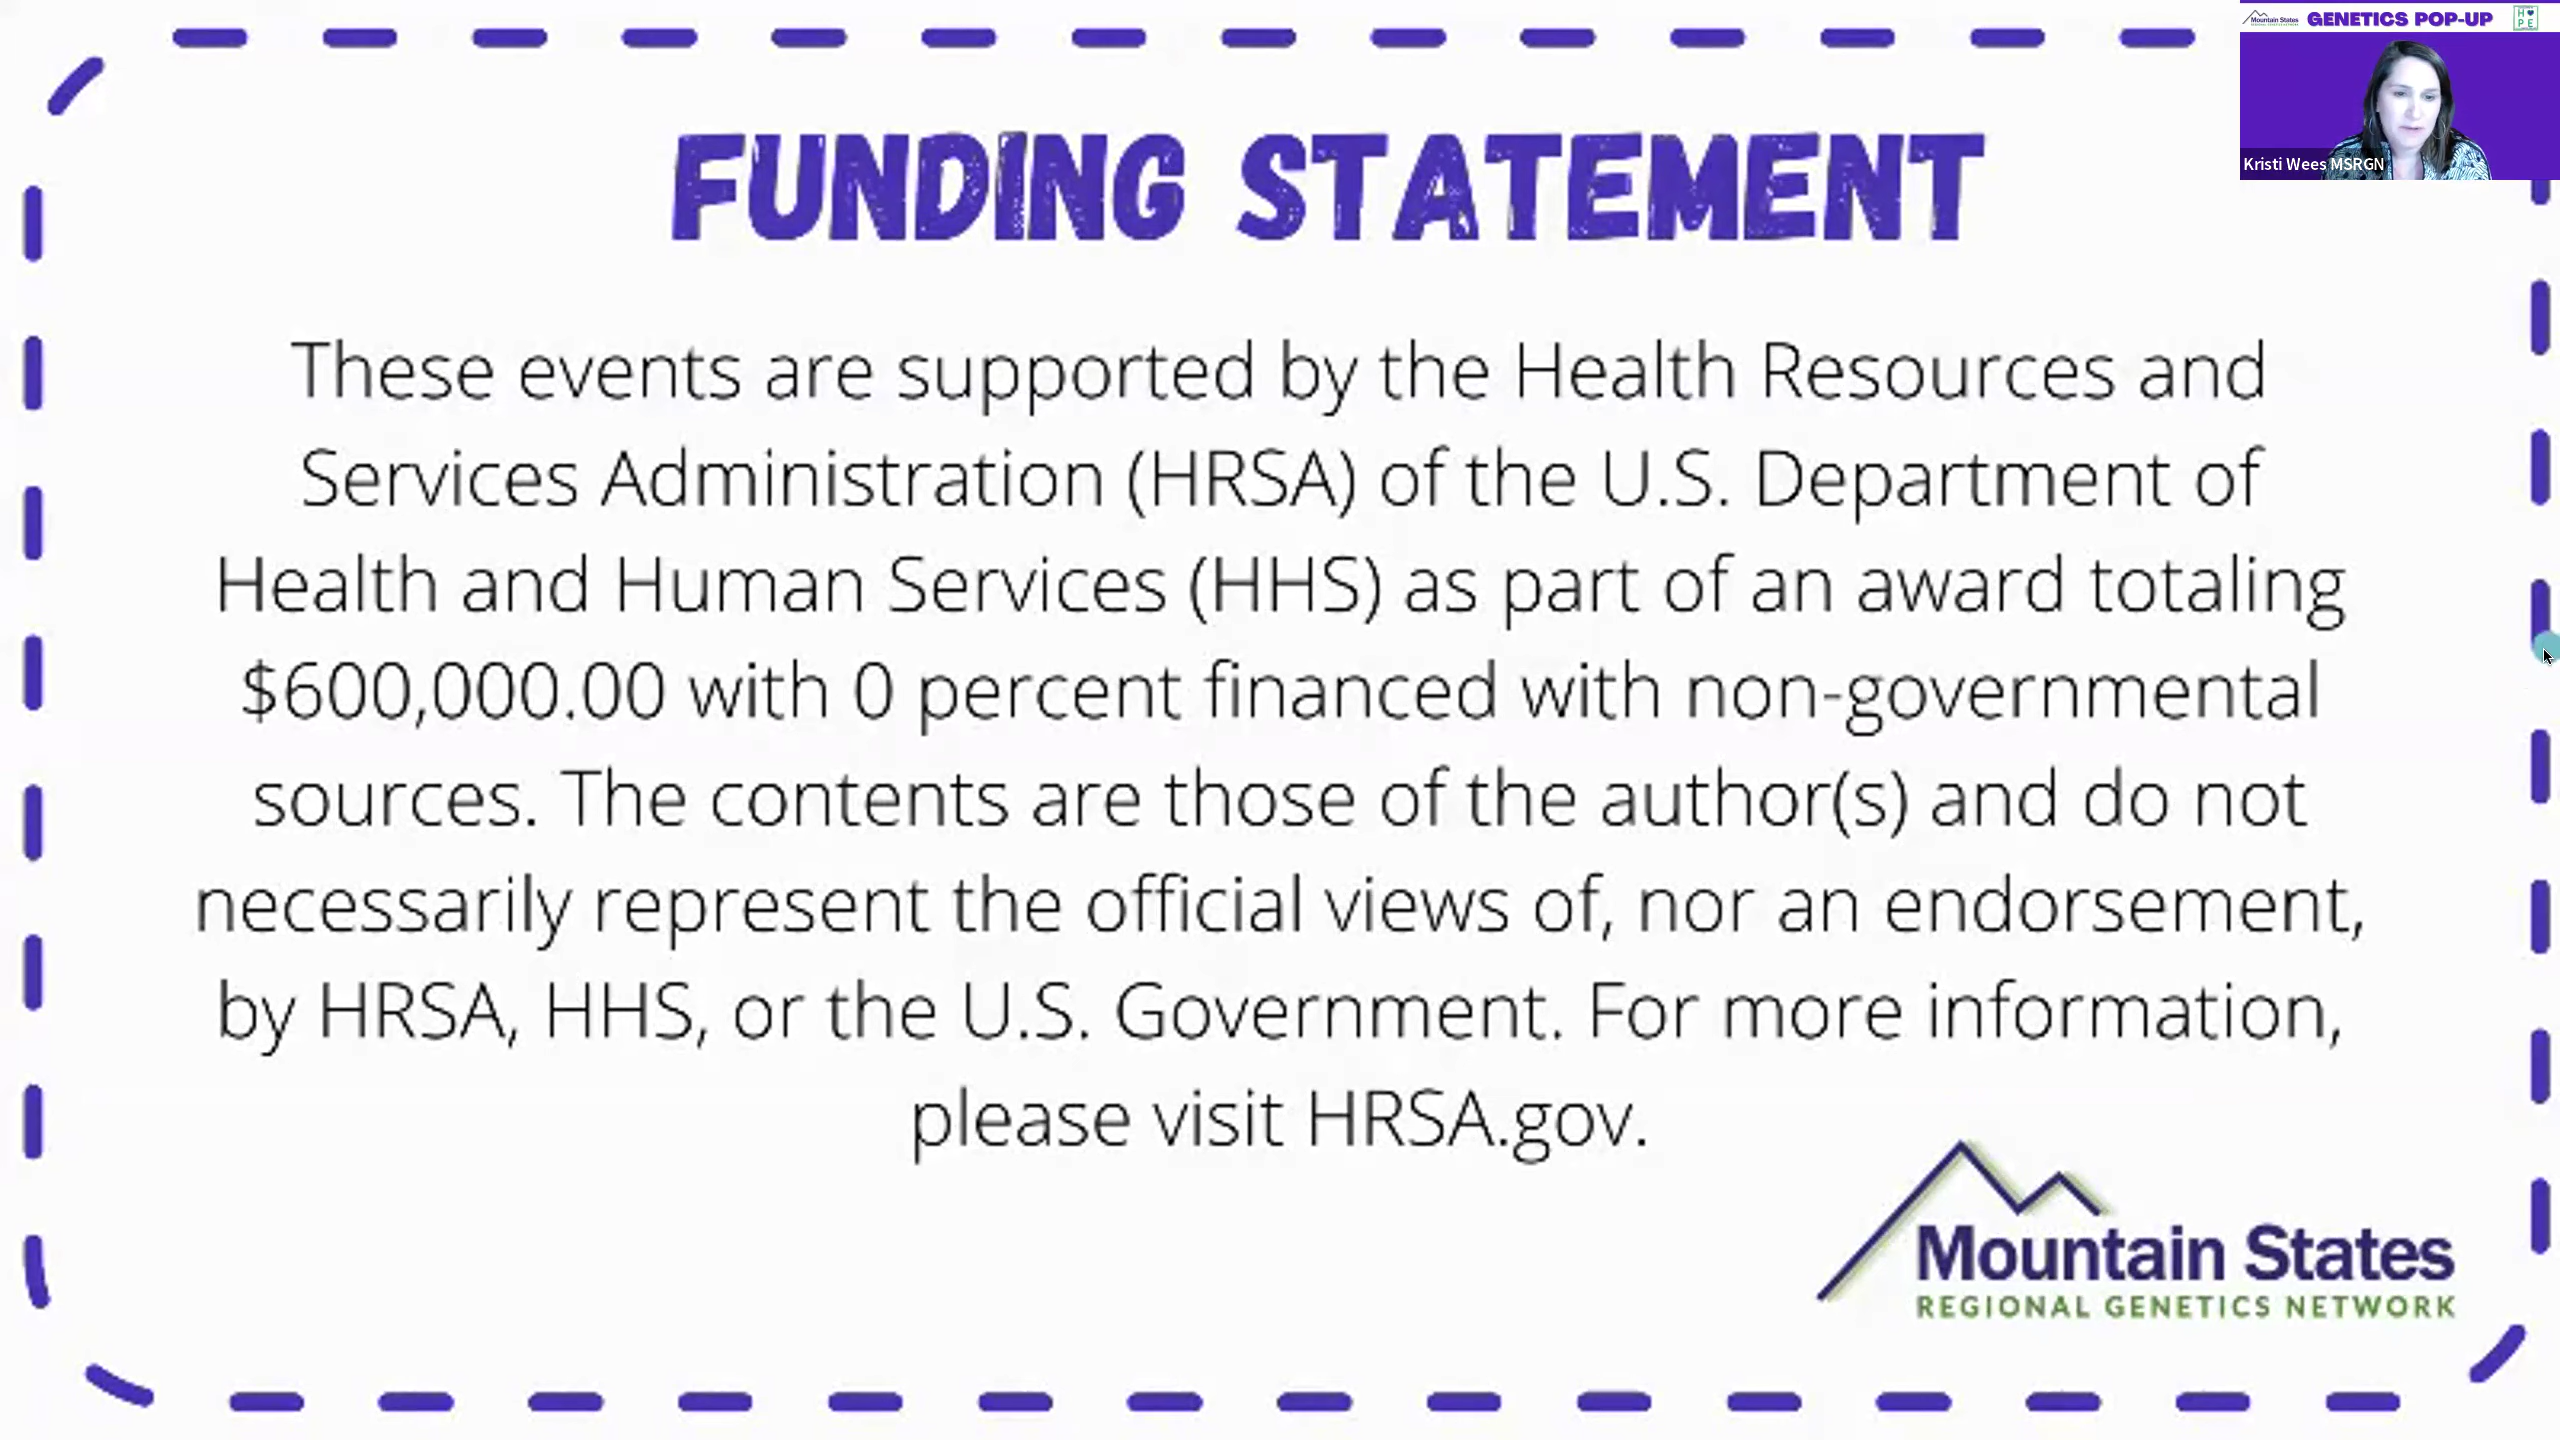 Mountain States
GENETICS POP-UP
H
PE
Kristi Wees MSRGN
FUNDING STATEMENT
These events are supported by the Health Resources and
Services Administration (HRSA) of the U.S. Department of
Health and Human Services (HHS) as part of an award totaling
$600,000.00 with 0 percent financed with non-governmental
sources. The contents are those of the author(s) and do not
necessarily represent the official views of, nor an endorsement,
by HRSA, HHS, or the U.S. Government. For more information,
please visit HRSA.gov.
Mountain States
REGIONAL GENETICS NETWORK